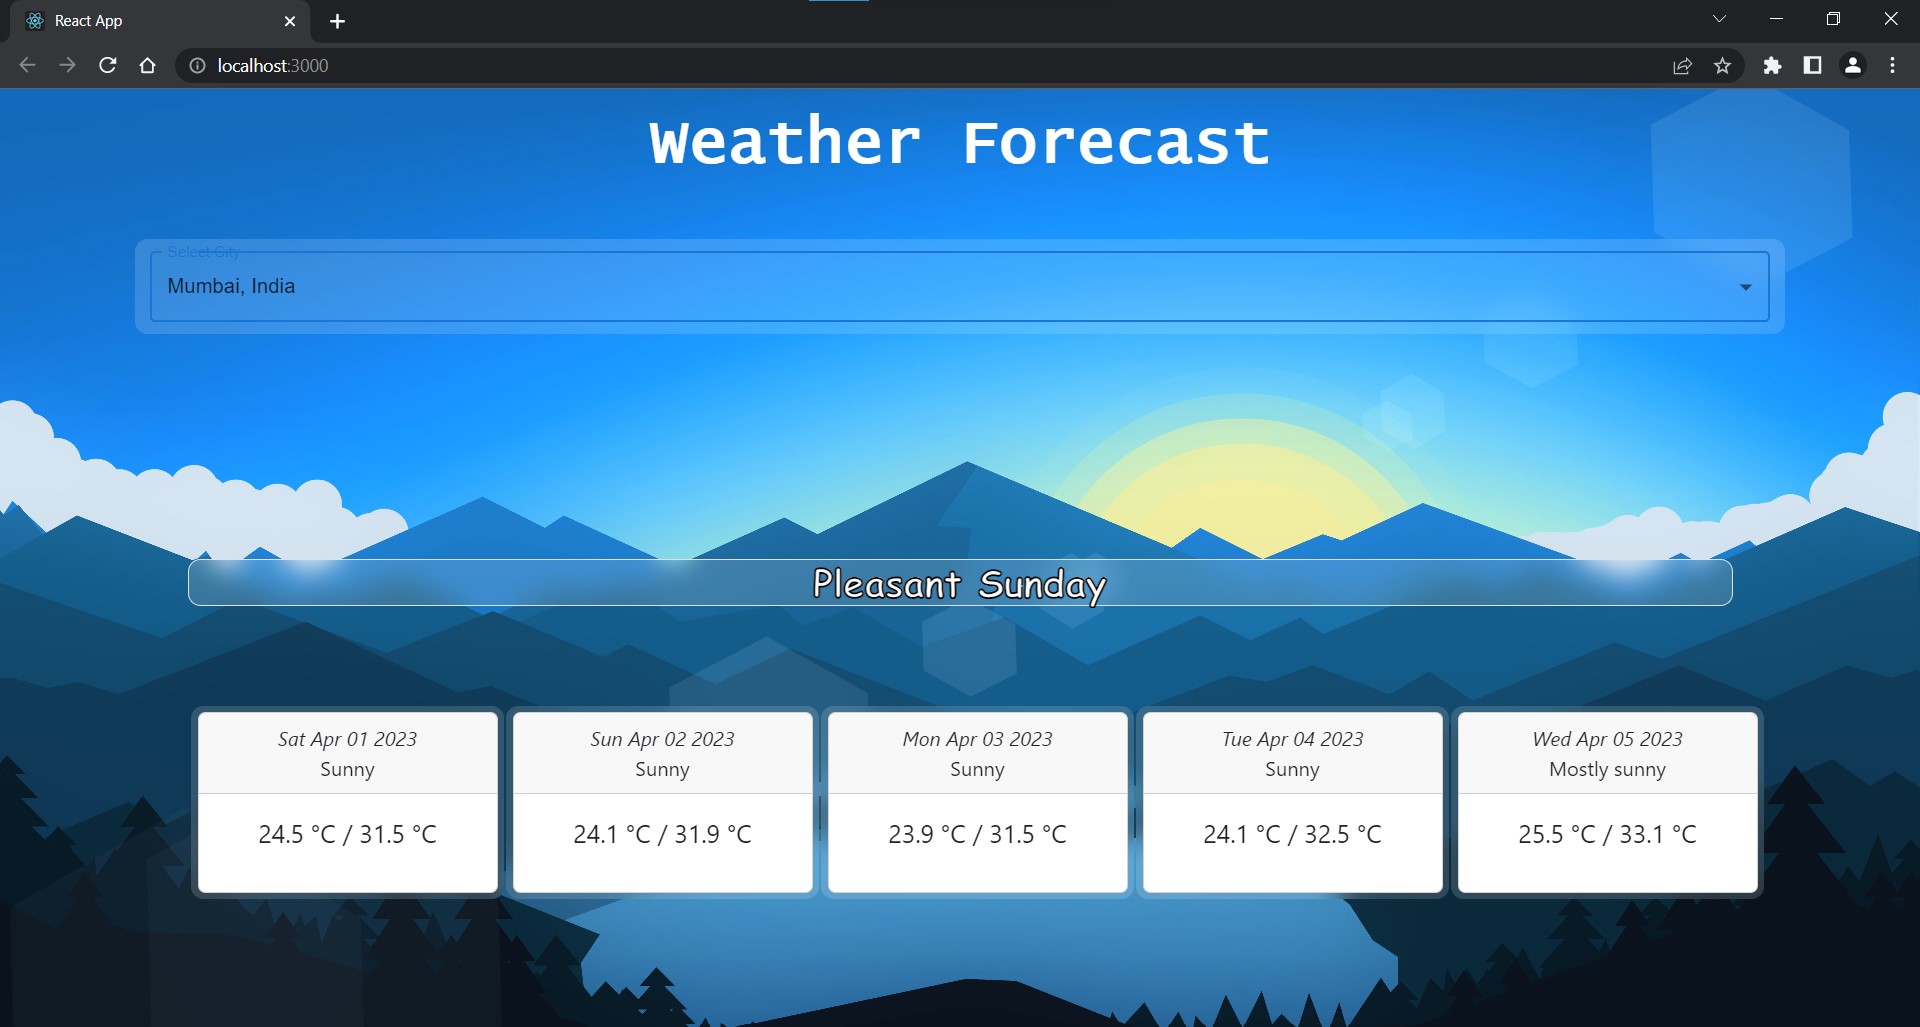 React App
localhost:3000
Weather Forecast
Select City
Mumbai, India
Pleasant Sunday
Sat Apr 01 2023
Sunny
24.5 °C / 31.5 °C
Sun Apr 02 2023
Sunny
24.1 °C / 31.9 °C
Mon Apr 03 2023
Sunny
23.9 °C / 31.5 °C
Tue Apr 04 2023
Sunny
24.1 °C / 32.5 °C
Wed Apr 05 2023
Mostly sunny
25.5 °C / 33.1 °C